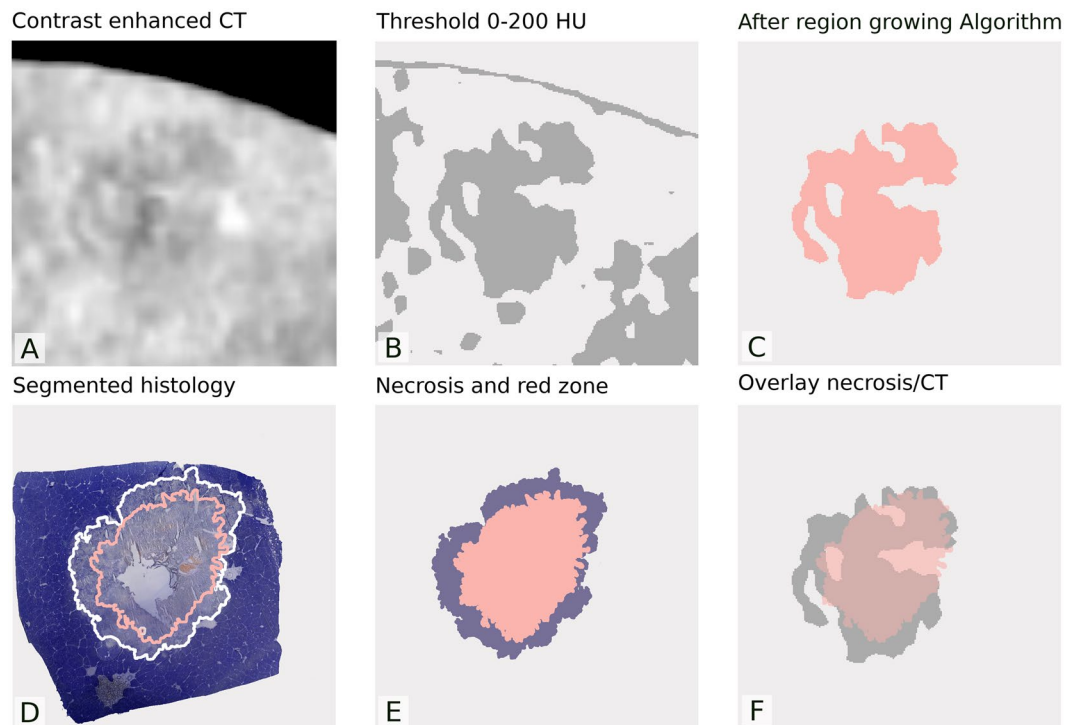 Contrast enhanced CT
Threshold 0-200 HU
After region growing Algorithm
A
B
C
Segmented histology
Necrosis and red zone
Overlay necrosis/CT
D
E
F